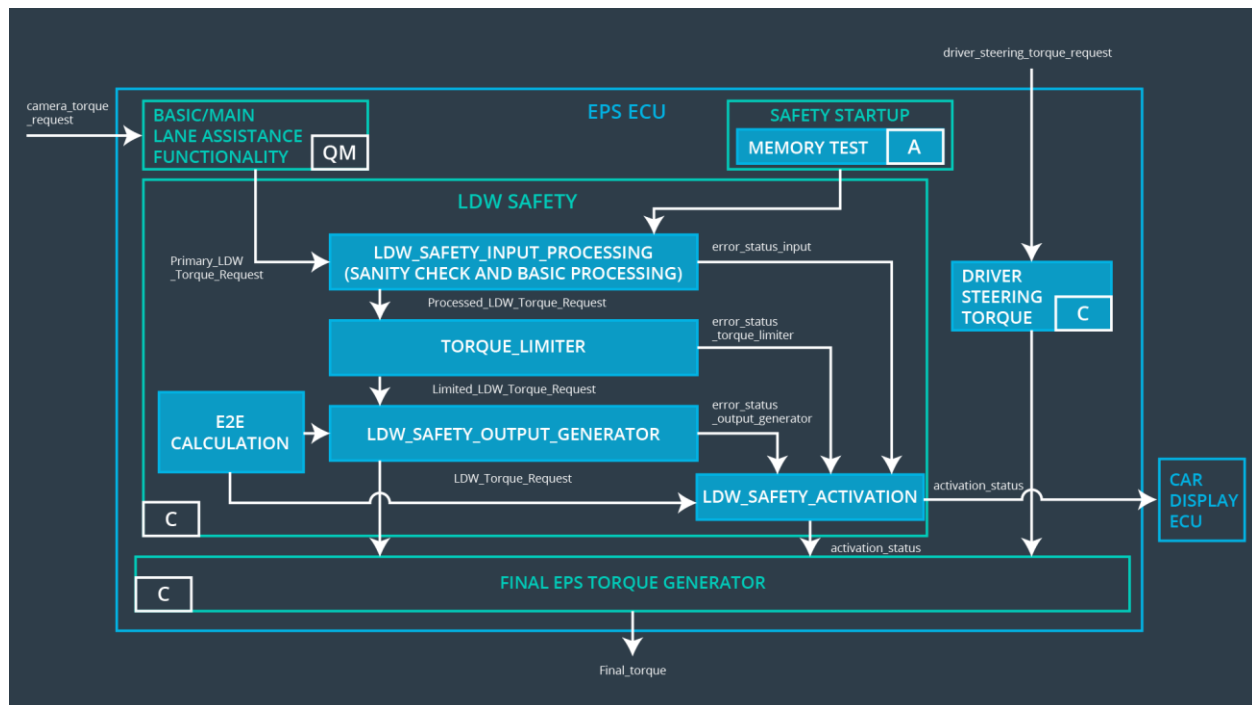 driver_steering_torque_request
camera_torque
_request
EPS ECU
BASIC/MAIN
LANE ASSISTANCE
FUNCTIONALITY
QM
SAFETY STARTUP
MEMORY TEST
A
LDW SAFETY
Primary_LDW
_Torque_Request
LDW_SAFETY_INPUT_PROCESSING
(SANITY CHECK AND BASIC PROCESSING)
error_status_input
Processed_LDW_Torque_Request
DRIVER
STEERING
TORQUE
C
TORQUE_LIMITER
error_status
_torque_limiter
Limited_LDW_Torque_Request
E2E
CALCULATION
LDW_SAFETY_OUTPUT_GENERATOR
error_status
_output_generator
LDW_Torque_Request
LDW_SAFETY_ACTIVATION
activation_status
CAR
DISPLAY
ECU
C
activation_status
FINAL EPS TORQUE GENERATOR
C
Final_torque